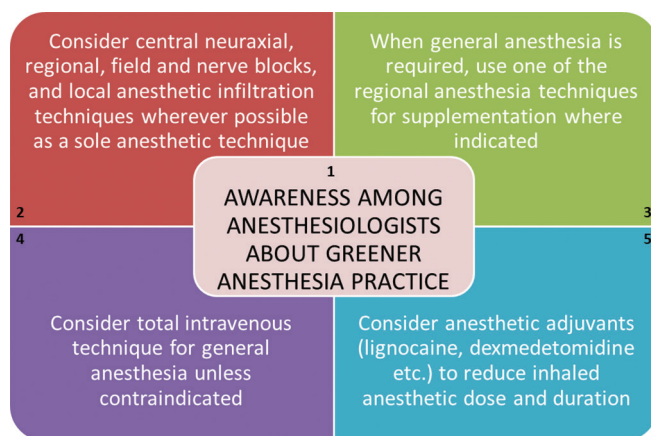 Consider central neuraxial,
regional, field and nerve blocks,
and local anesthetic infiltration
techniques wherever possible
as a sole anesthetic technique
2
When general anesthesia is
required, use one of the
regional anesthesia techniques
for supplementation where
indicated
3
1
AWARENESS AMONG
ANESTHESIOLOGISTS
ABOUT GREENER
ANESTHESIA PRACTICE
4
Consider total intravenous
technique for general
anesthesia unless
contraindicated
5
Consider anesthetic adjuvants
(lignocaine, dexmedetomidine
etc.) to reduce inhaled
anesthetic dose and duration